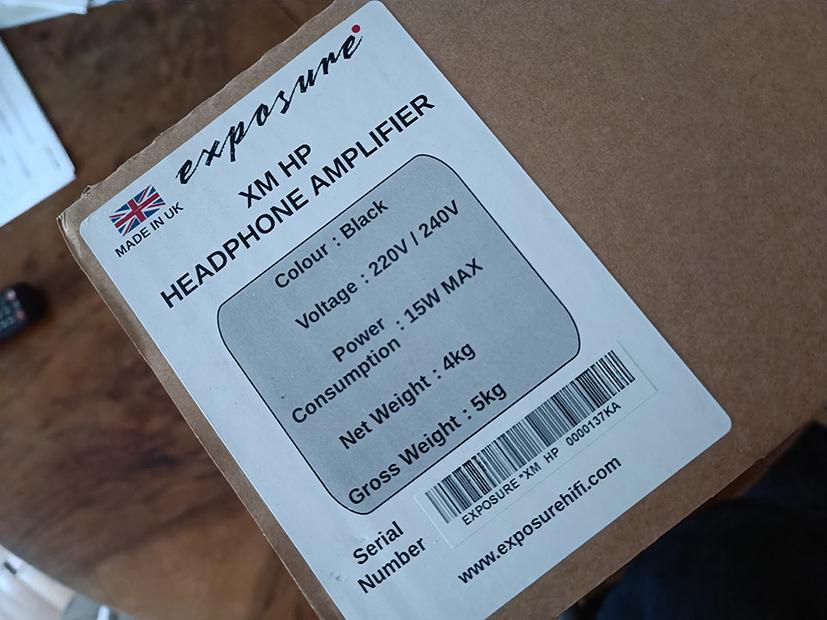 exposure
XM HP
MADE IN UK
HEADPHONE AMPLIFIER
Colour : Black
Voltage : 220V / 240V
Power
Consumption : 15W MAX
Net Weight : 4kg
Gross Weight : 5kg
EXPOSURE *XM HP 0000137KA
Serial
Number
www.exposurehifi.com